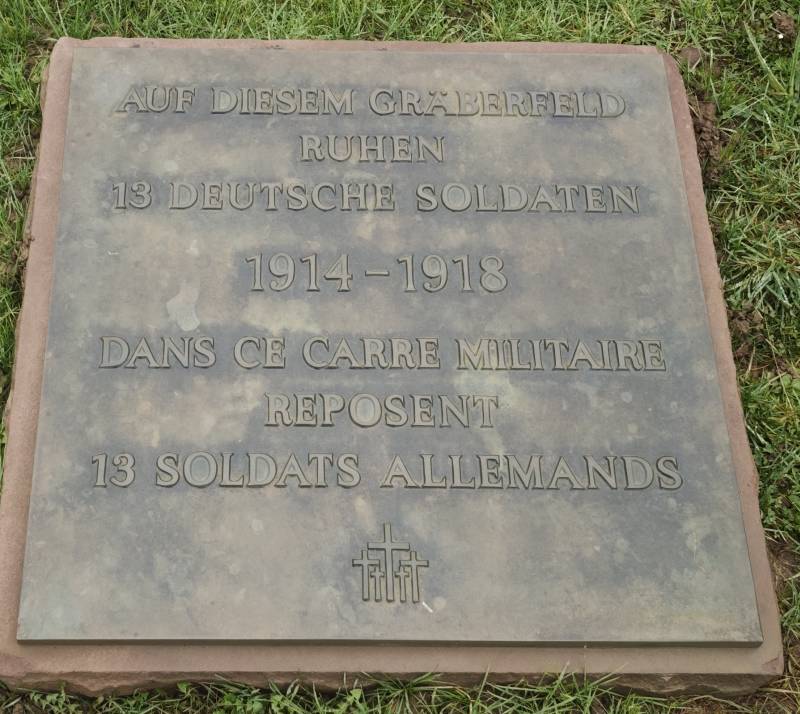 AUF DIESEM GRÄBERFELD
RUHEN
13 DEUTSCHE SOLDATEN
1914 – 1918
DANS CE CARRE MILITAIRE
REPOSENT
13 SOLDATS ALLEMANDS